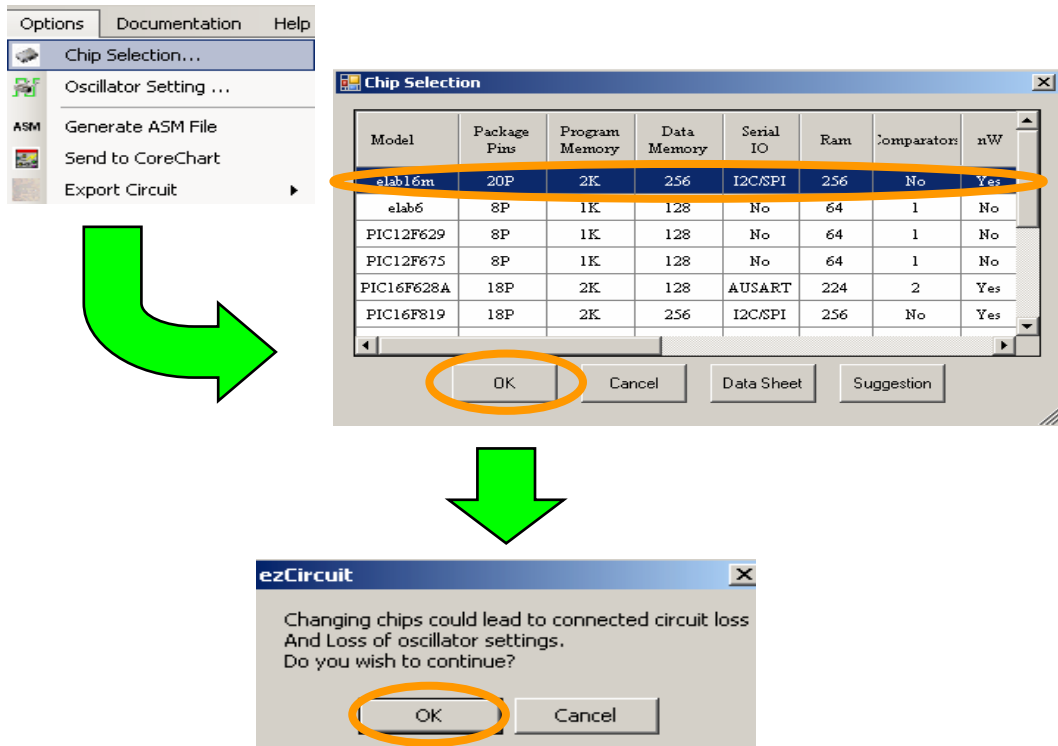 Options Documentation Help
Chip Selection...
Oscillator Setting ...
ASM Generate ASM File
Send to CoreChart
Export Circuit
Chip Selection
Model Package Pins Program Memory Data Memory Serial IO Ram Comparators nW
elab16m 20P 2K 256 I2C/SPI 256 No Yes
elab6 8P 1K 128 No 64 1 No
PIC12F629 8P 1K 128 No 64 1 No
PIC12F675 8P 1K 128 No 64 1 No
PIC16F628A 18P 2K 128 AUSART 224 2 Yes
PIC16F819 18P 2K 256 I2C/SPI 256 No Yes
OK Cancel Data Sheet Suggestion
ezCircuit
Changing chips could lead to connected circuit loss
And Loss of oscillator settings.
Do you wish to continue?
OK Cancel